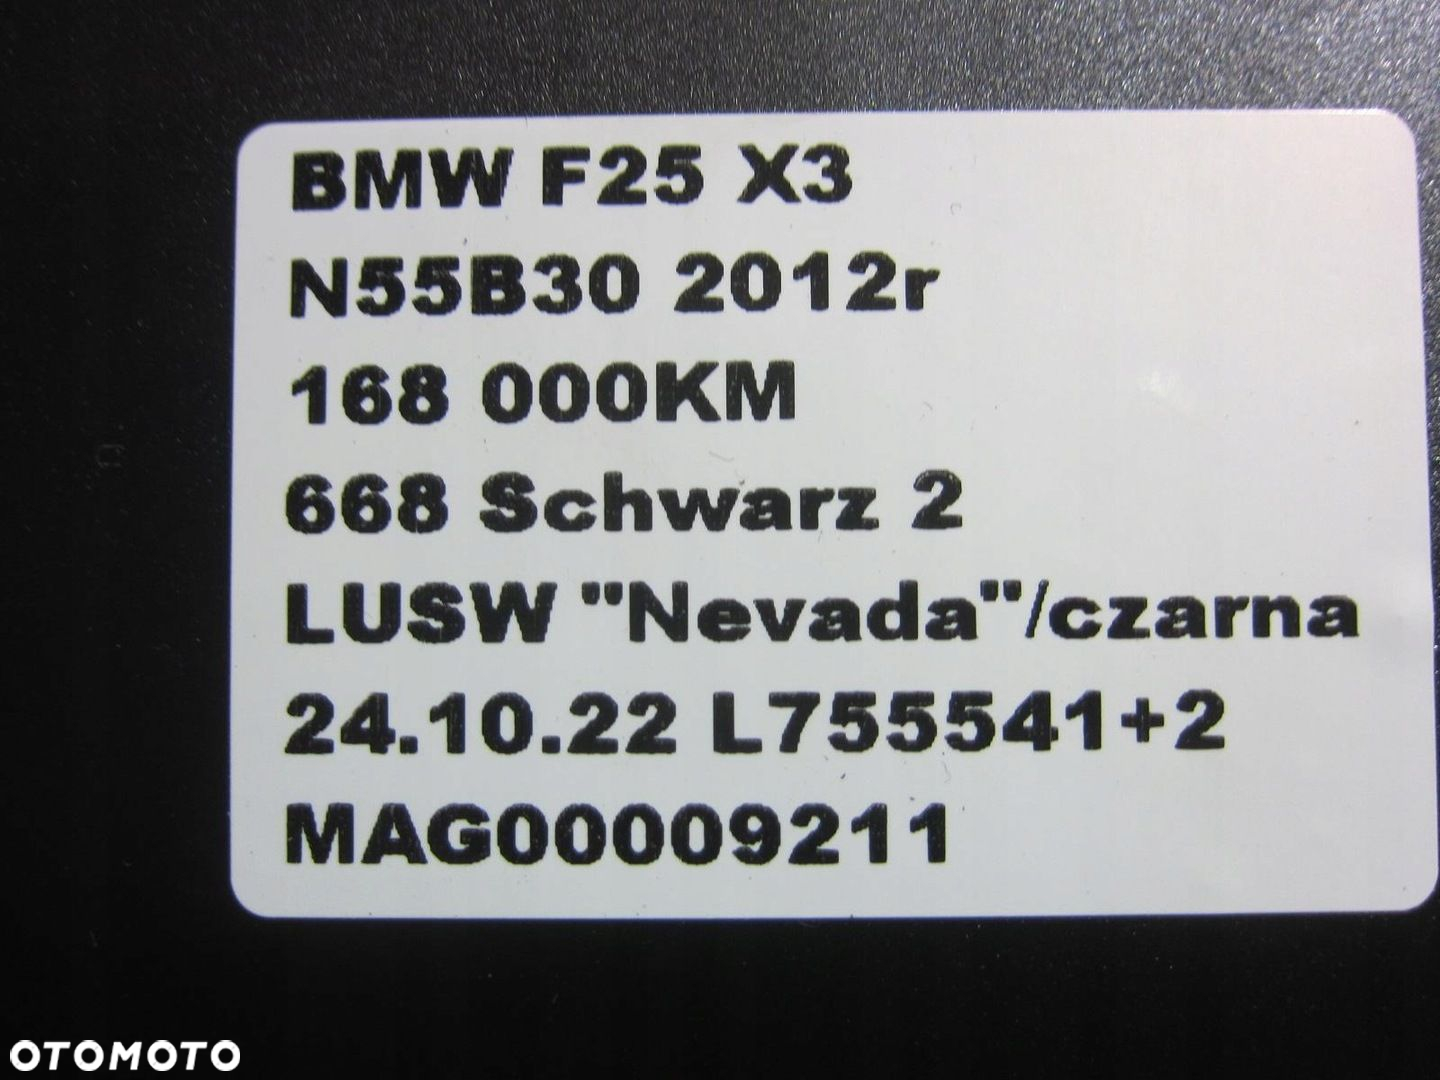 BMW F25 X3
N55B30 2012r
168 000KM
668 Schwarz 2
LUSW "Nevada"/czarna
24.10.22 L755541+2
MAG00009211
OTOMOTO